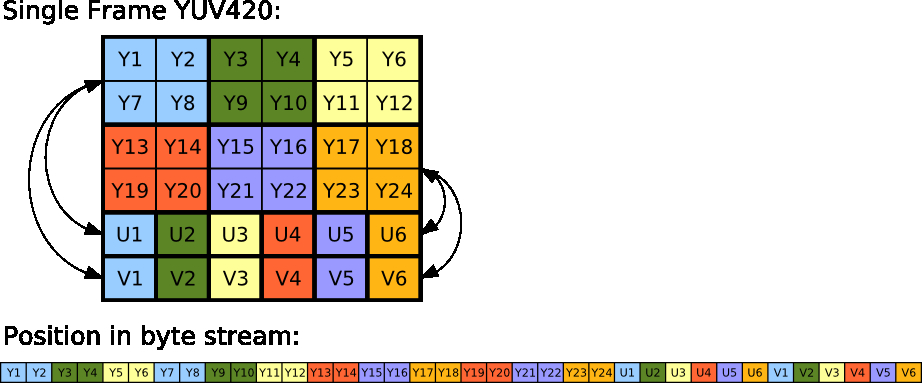 Single Frame YUV420:
Y1 Y2 Y3 Y4 Y5 Y6
Y7 Y8 Y9 Y10 Y11 Y12
Y13 Y14 Y15 Y16 Y17 Y18
Y19 Y20 Y21 Y22 Y23 Y24
U1 U2 U3 U4 U5 U6
V1 V2 V3 V4 V5 V6
Position in byte stream:
Y1 Y2 Y3 Y4 Y5 Y6 Y7 Y8 Y9 Y10 Y11 Y12 Y13 Y14 Y15 Y16 Y17 Y18 Y19 Y20 Y21 Y22 Y23 Y24 U1 U2 U3 U4 U5 U6 V1 V2 V3 V4 V5 V6